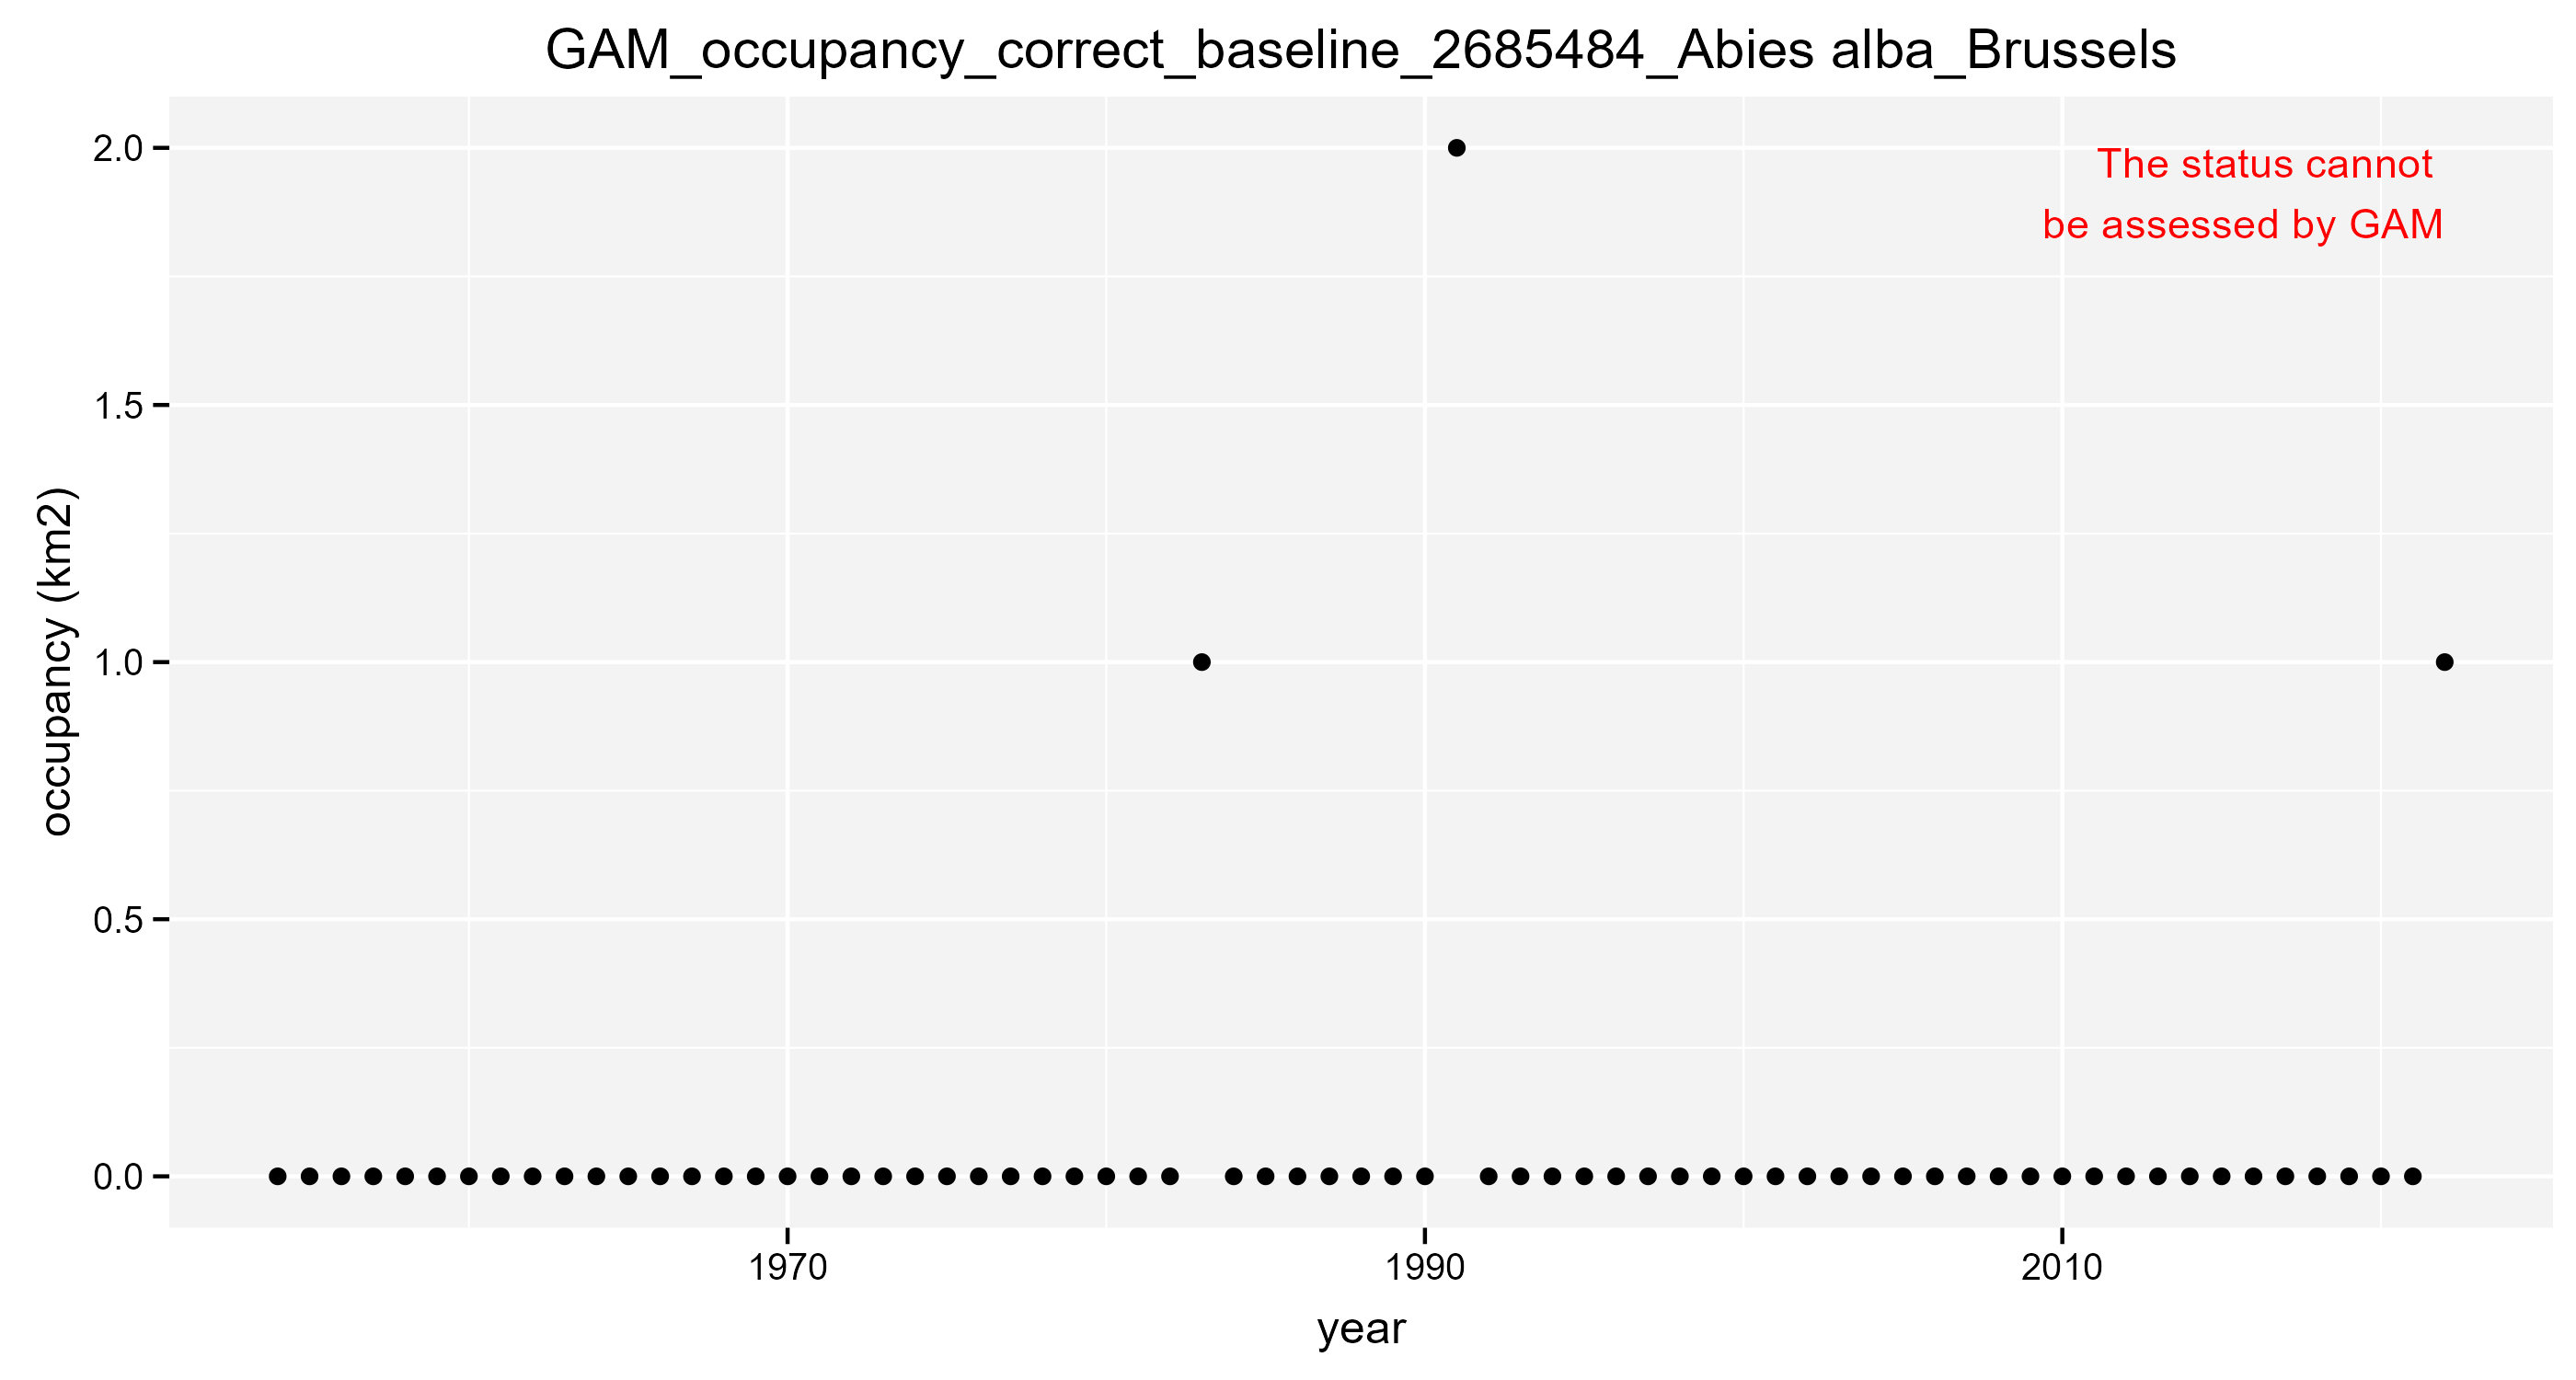 GAM_occupancy_correct_baseline_2685484_Abies alba_Brussels
The status cannot
be assessed by GAM
occupancy (km2)
2.0
1.5
1.0
0.5
0.0
1970
1990
2010
year